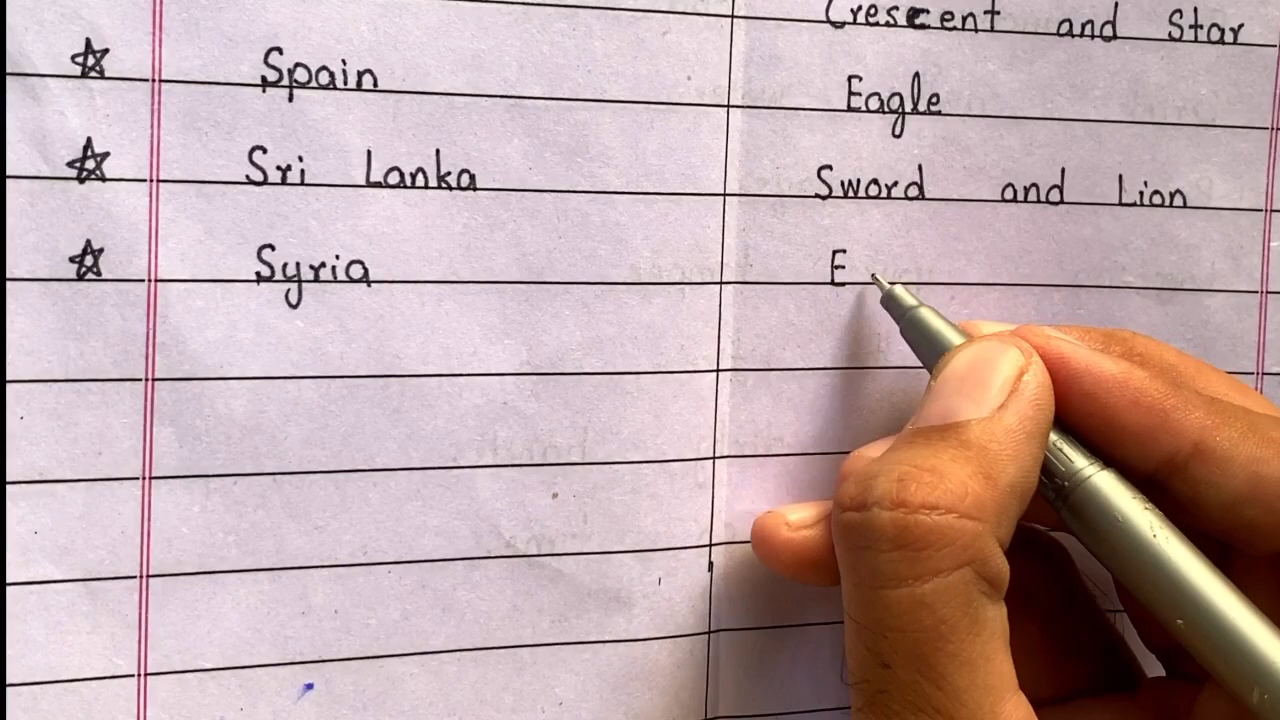 Crescent and Star
☆ Spain Eagle
☆ Sri Lanka Sword and Lion
☆ Syria E